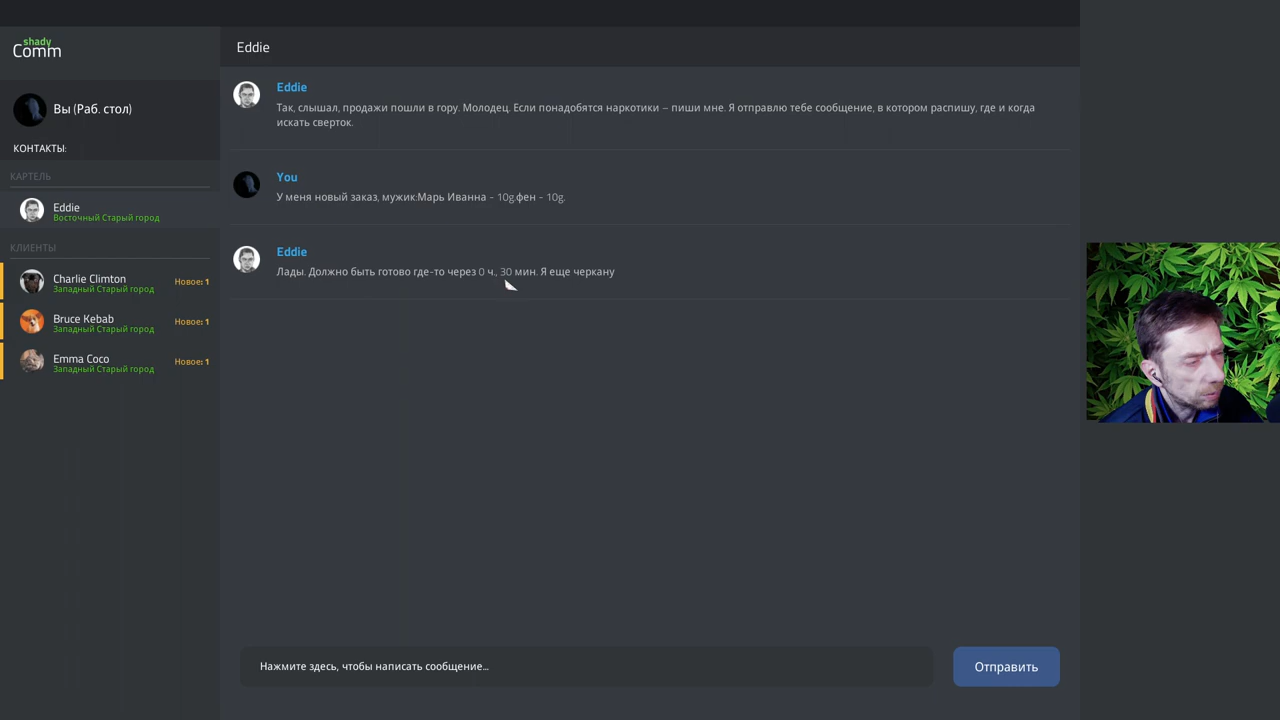 shady
Comm
Вы (Раб. стол)
КОНТАКТЫ:
КАРТЕЛЬ
Eddie
Восточный Старый город
КЛИЕНТЫ
Charlie Climton
Западный Старый город
Новое: 1
Bruce Kebab
Западный Старый город
Новое: 1
Emma Coco
Западный Старый город
Новое: 1
Eddie
Eddie
Так, слышал, продажи пошли в гору. Молодец. Если понадобятся наркотики – пиши мне. Я отправлю тебе сообщение, в котором распишу, где и когда
искать сверток.
You
У меня новый заказ, мужик:Марь Иванна - 10g.фен - 10g.
Eddie
Лады. Должно быть готово где-то через 0 ч., 30 мин. Я еще черкану
Нажмите здесь, чтобы написать сообщение...
Отправить